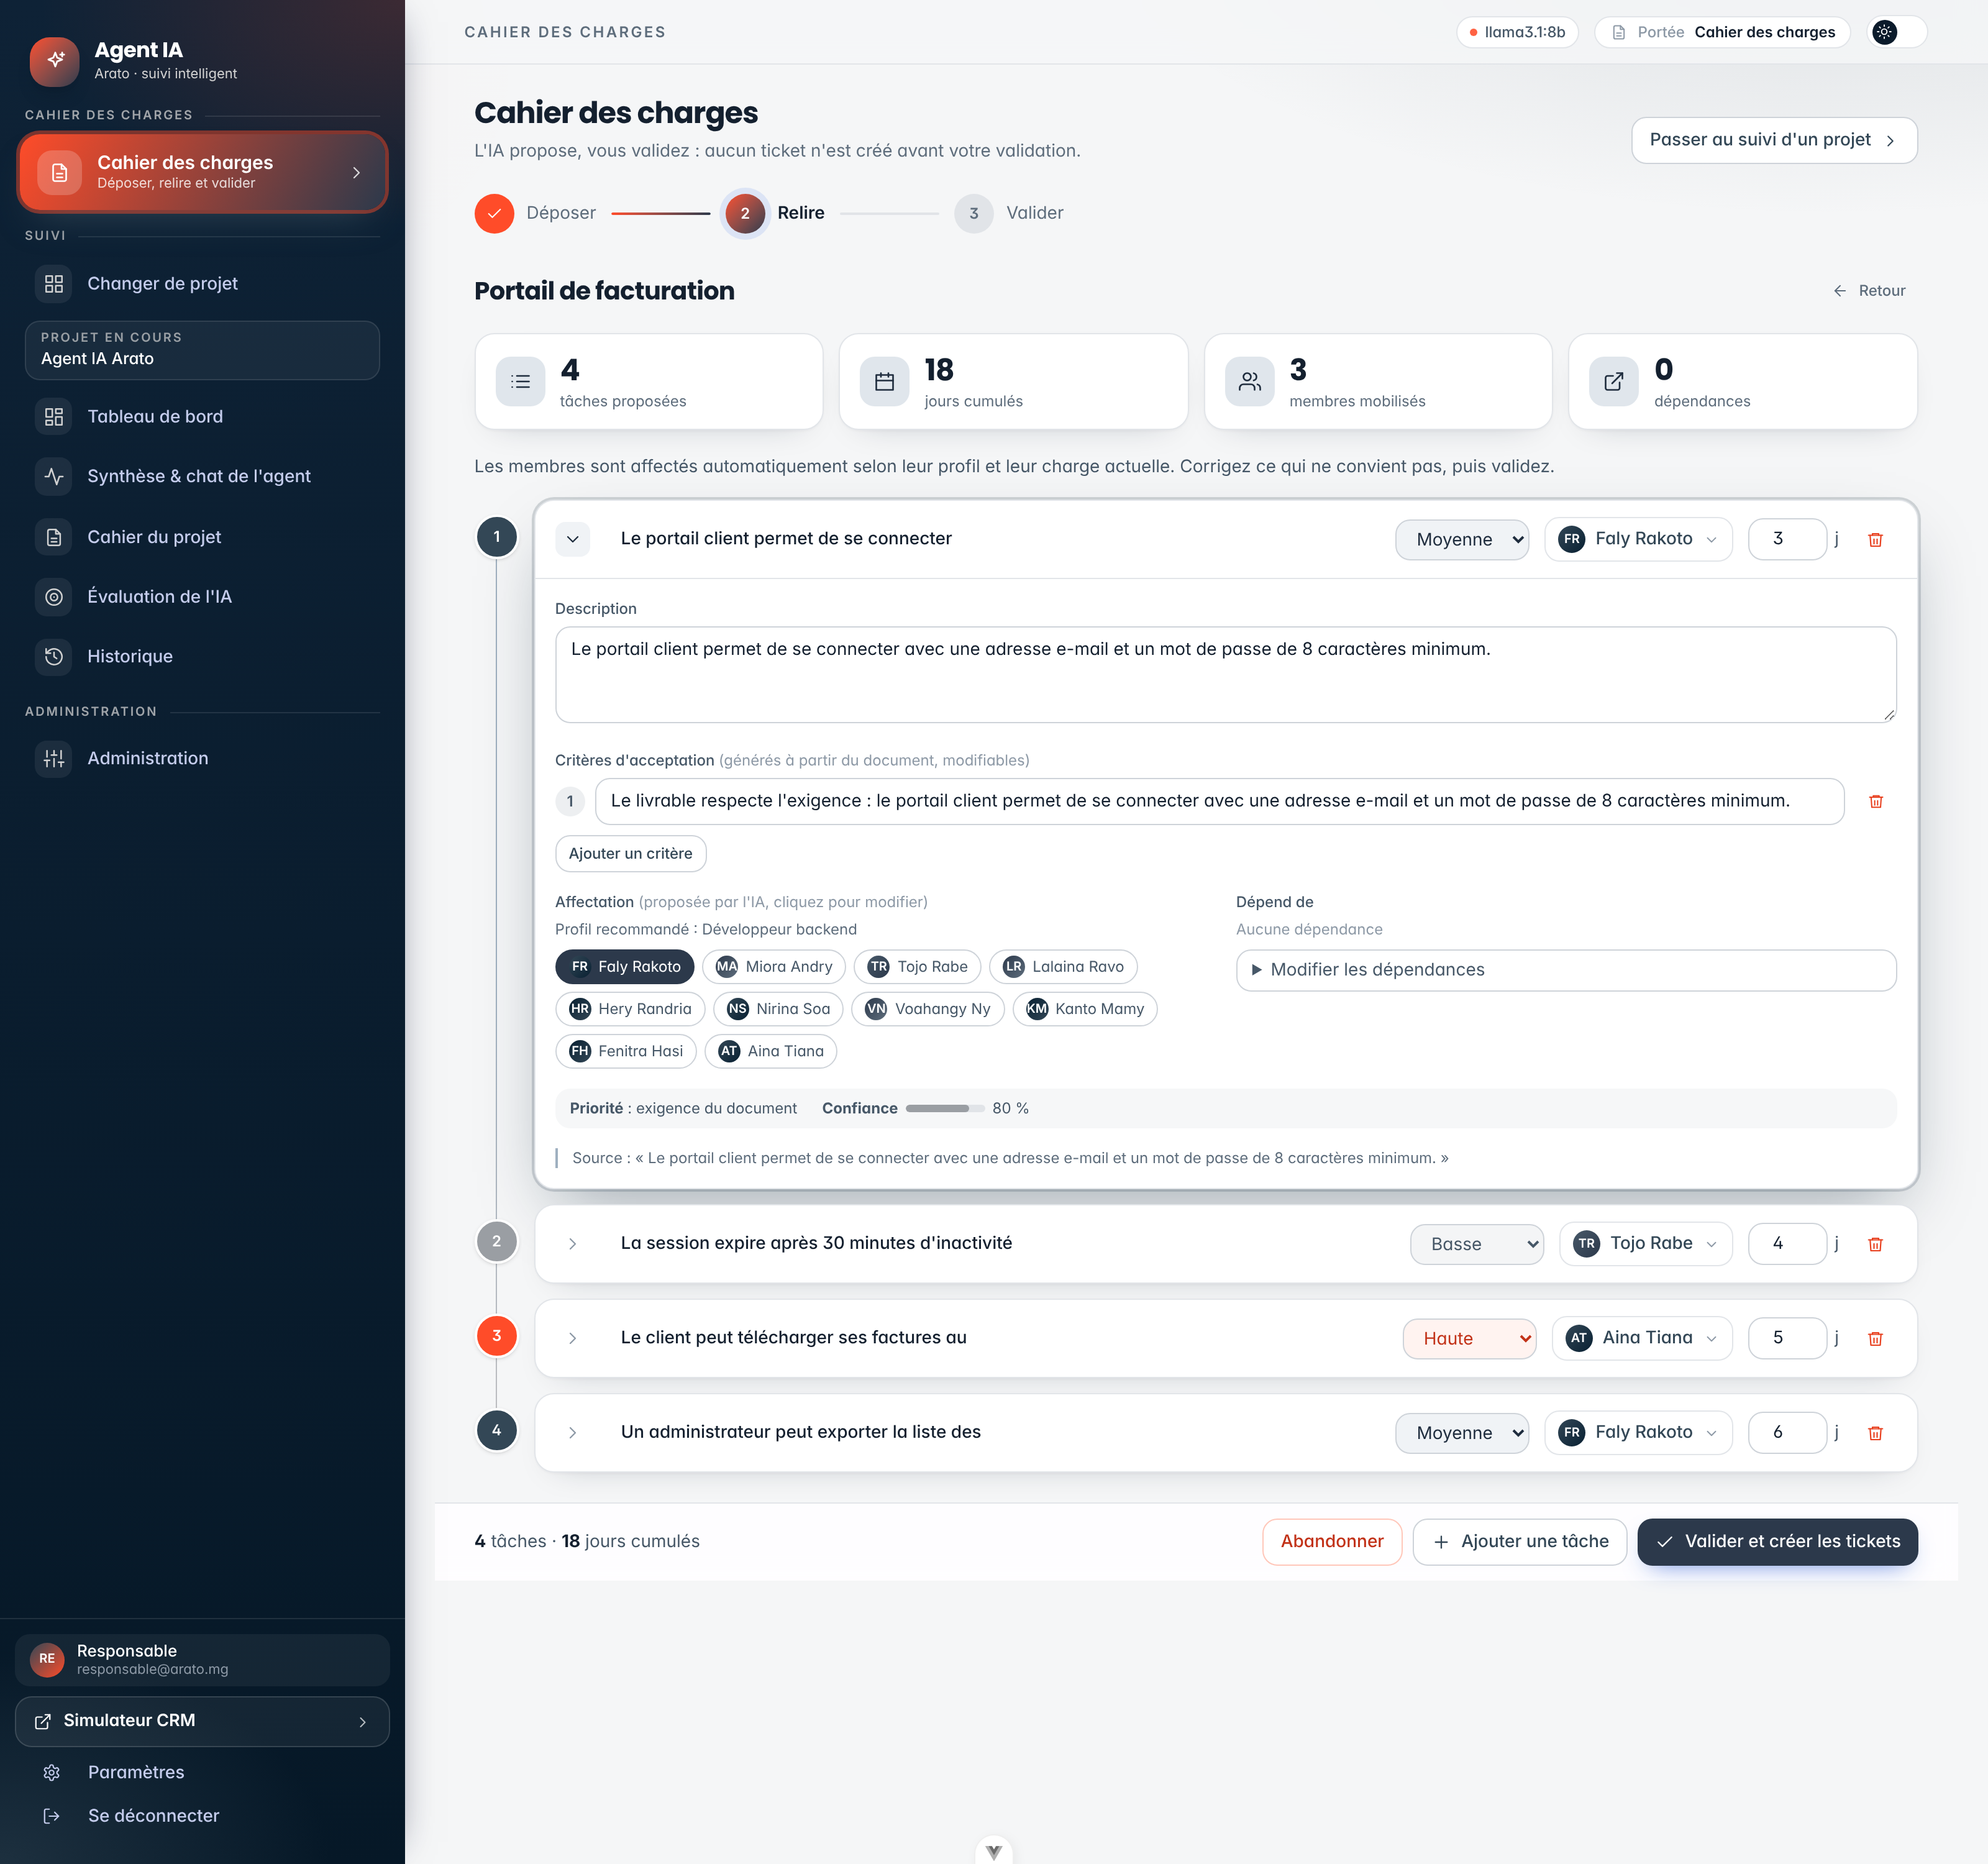 Agent IA
Arato · suivi intelligent
CAHIER DES CHARGES
Cahier des charges
Déposer, relire et valider
SUIVI
Changer de projet
PROJET EN COURS
Agent IA Arato
Tableau de bord
Synthèse & chat de l'agent
Cahier du projet
Évaluation de l'IA
Historique
ADMINISTRATION
Administration
RE
Responsable
responsable@arato.mg
Simulateur CRM
Paramètres
Se déconnecter
CAHIER DES CHARGES
llama3.1:8b
Portée Cahier des charges
Cahier des charges
L'IA propose, vous validez : aucun ticket n'est créé avant votre validation.
Passer au suivi d'un projet
Déposer
2 Relire
3 Valider
Portail de facturation
Retour
4
tâches proposées
18
jours cumulés
3
membres mobilisés
0
dépendances
Les membres sont affectés automatiquement selon leur profil et leur charge actuelle. Corrigez ce qui ne convient pas, puis validez.
1 Le portail client permet de se connecter Moyenne FR Faly Rakoto 3 j
Description
Le portail client permet de se connecter avec une adresse e-mail et un mot de passe de 8 caractères minimum.
Critères d'acceptation (générés à partir du document, modifiables)
1 Le livrable respecte l'exigence : le portail client permet de se connecter avec une adresse e-mail et un mot de passe de 8 caractères minimum.
Ajouter un critère
Affectation (proposée par l'IA, cliquez pour modifier)
Profil recommandé : Développeur backend
FR Faly Rakoto MA Miora Andry TR Tojo Rabe LR Lalaina Ravo
HR Hery Randria NS Nirina Soa VN Voahangy Ny KM Kanto Mamy
FH Fenitra Hasi AT Aina Tiana
Dépend de
Aucune dépendance
Modifier les dépendances
Priorité : exigence du document Confiance 80 %
Source : « Le portail client permet de se connecter avec une adresse e-mail et un mot de passe de 8 caractères minimum. »
2 La session expire après 30 minutes d'inactivité Basse TR Tojo Rabe 4 j
3 Le client peut télécharger ses factures au Haute AT Aina Tiana 5 j
4 Un administrateur peut exporter la liste des Moyenne FR Faly Rakoto 6 j
4 tâches · 18 jours cumulés
Abandonner
Ajouter une tâche
Valider et créer les tickets